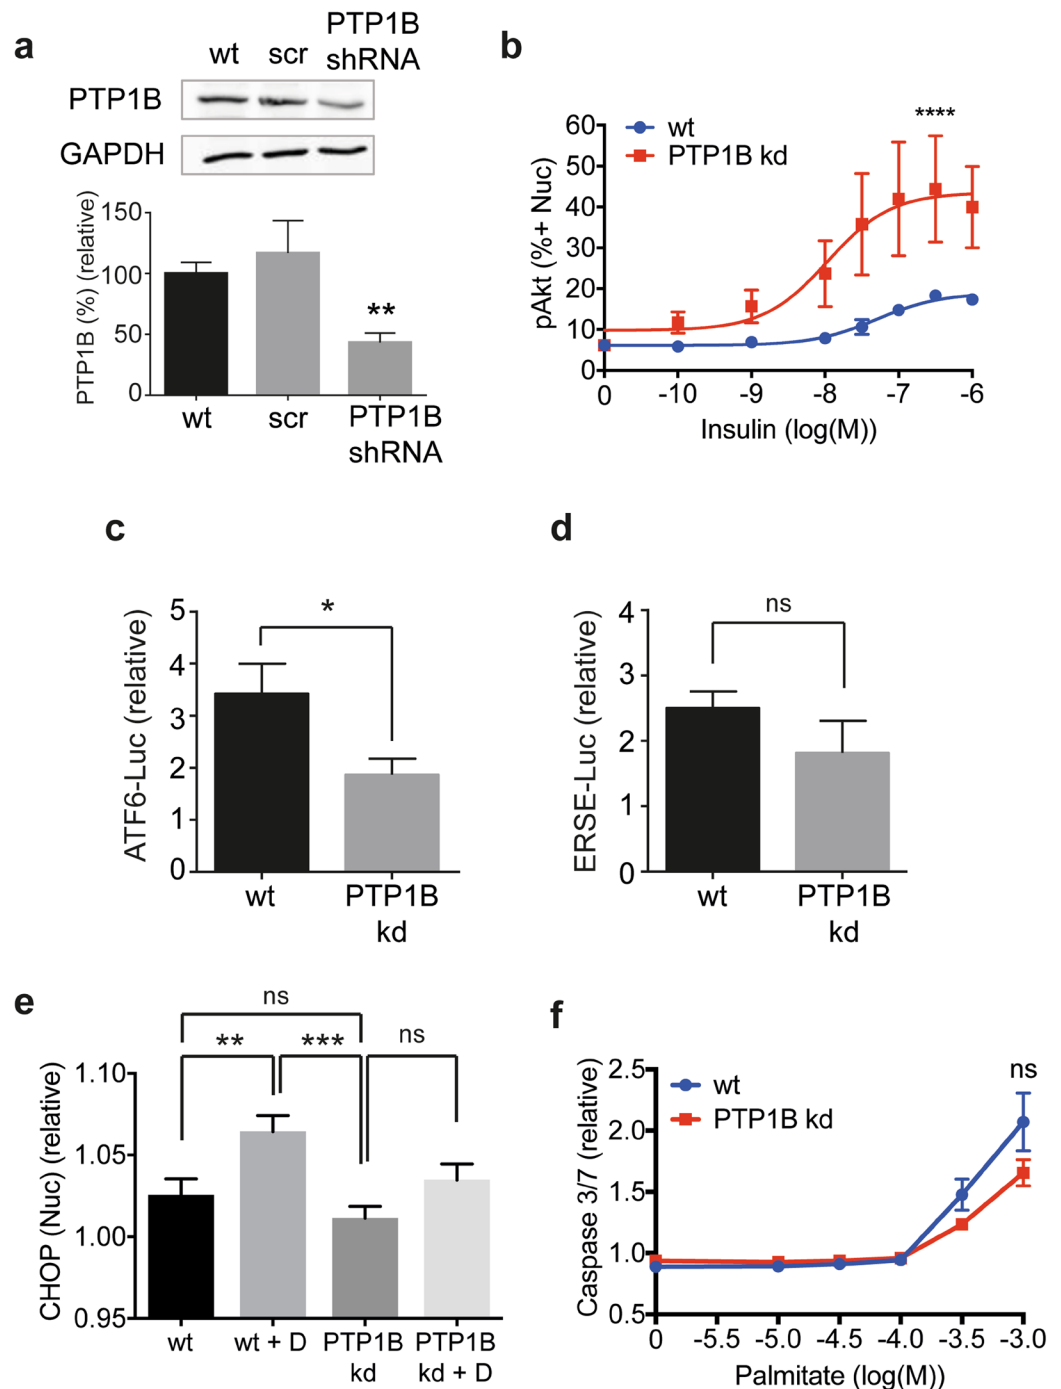 a
wt scr PTP1B
shRNA
PTP1B
GAPDH
PTP1B (%) (relative)
150
100
50
0
**
wt scr PTP1B
shRNA
b
pAkt (%+ Nuc)
60
50
40
30
20
10
0
wt
PTP1B kd
****
0 -10 -9 -8 -7 -6
Insulin (log(M))
c
ATF6-Luc (relative)
5
4
3
2
1
0
*
wt PTP1B
kd
d
ERSE-Luc (relative)
4
3
2
1
0
ns
wt PTP1B
kd
e
CHOP (Nuc) (relative)
1.10
1.05
1.00
0.95
ns
** *** ns
wt wt + D PTP1B PTP1B
kd kd + D
f
Caspase 3/7 (relative)
2.5
2.0
1.5
1.0
0.5
wt
PTP1B kd
ns
0 -5.5 -5.0 -4.5 -4.0 -3.5 -3.0
Palmitate (log(M))